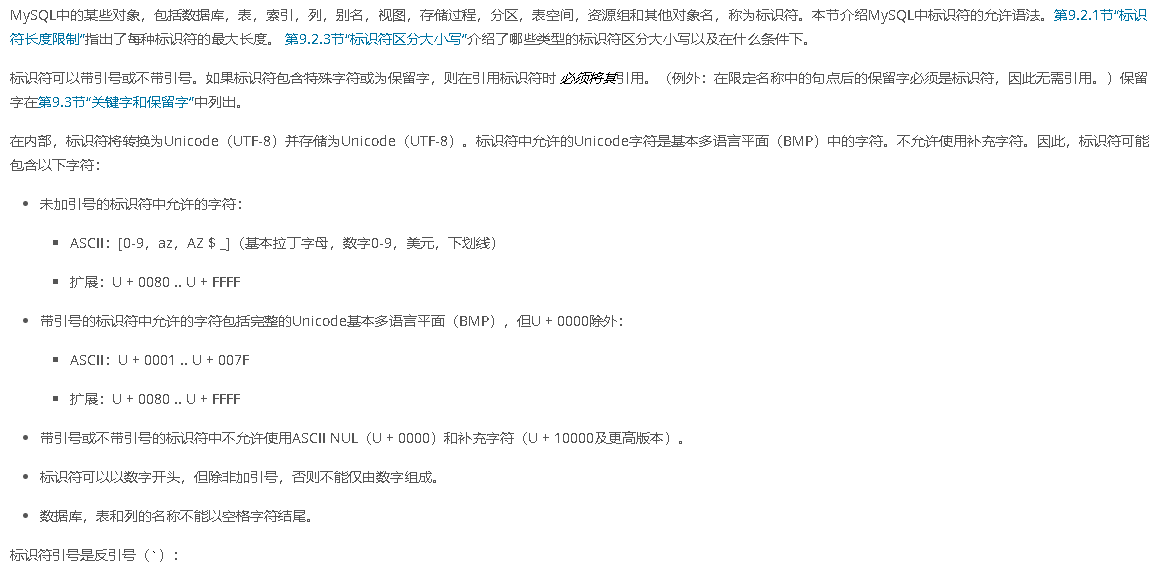 MySQL中的某些对象，包括数据库，表，索引，列，别名，视图，存储过程，分区，表空间，资源组和其他对象名，称为标识符。本节介绍MySQL中标识符的允许语法。第9.2.1节“标识
符长度限制”指出了每种标识符的最大长度。 第9.2.3节“标识符区分大小写”介绍了哪些类型的标识符区分大小写以及在什么条件下。
标识符可以带引号或不带引号。如果标识符包含特殊字符或为保留字，则在引用标识符时 必须将其引用。（例外：在限定名称中的句点后的保留字必须是标识符，因此无需引用。）保留
字在第9.3节“关键字和保留字”中列出。
在内部，标识符将转换为Unicode（UTF-8）并存储为Unicode（UTF-8）。标识符中允许的Unicode字符是基本多语言平面（BMP）中的字符。不允许使用补充字符。因此，标识符可能
包含以下字符：
• 未加引号的标识符中允许的字符：
▪ ASCII：[0-9，az，AZ $ _]（基本拉丁字母，数字0-9，美元，下划线）
▪ 扩展：U + 0080 .. U + FFFF
• 带引号的标识符中允许的字符包括完整的Unicode基本多语言平面（BMP），但U + 0000除外：
▪ ASCII：U + 0001 .. U + 007F
▪ 扩展：U + 0080 .. U + FFFF
• 带引号或不带引号的标识符中不允许使用ASCII NUL（U + 0000）和补充字符（U + 10000及更高版本）。
• 标识符可以以数字开头，但除非加引号，否则不能仅由数字组成。
• 数据库，表和列的名称不能以空格字符结尾。
标识符引号是反引号（`）：